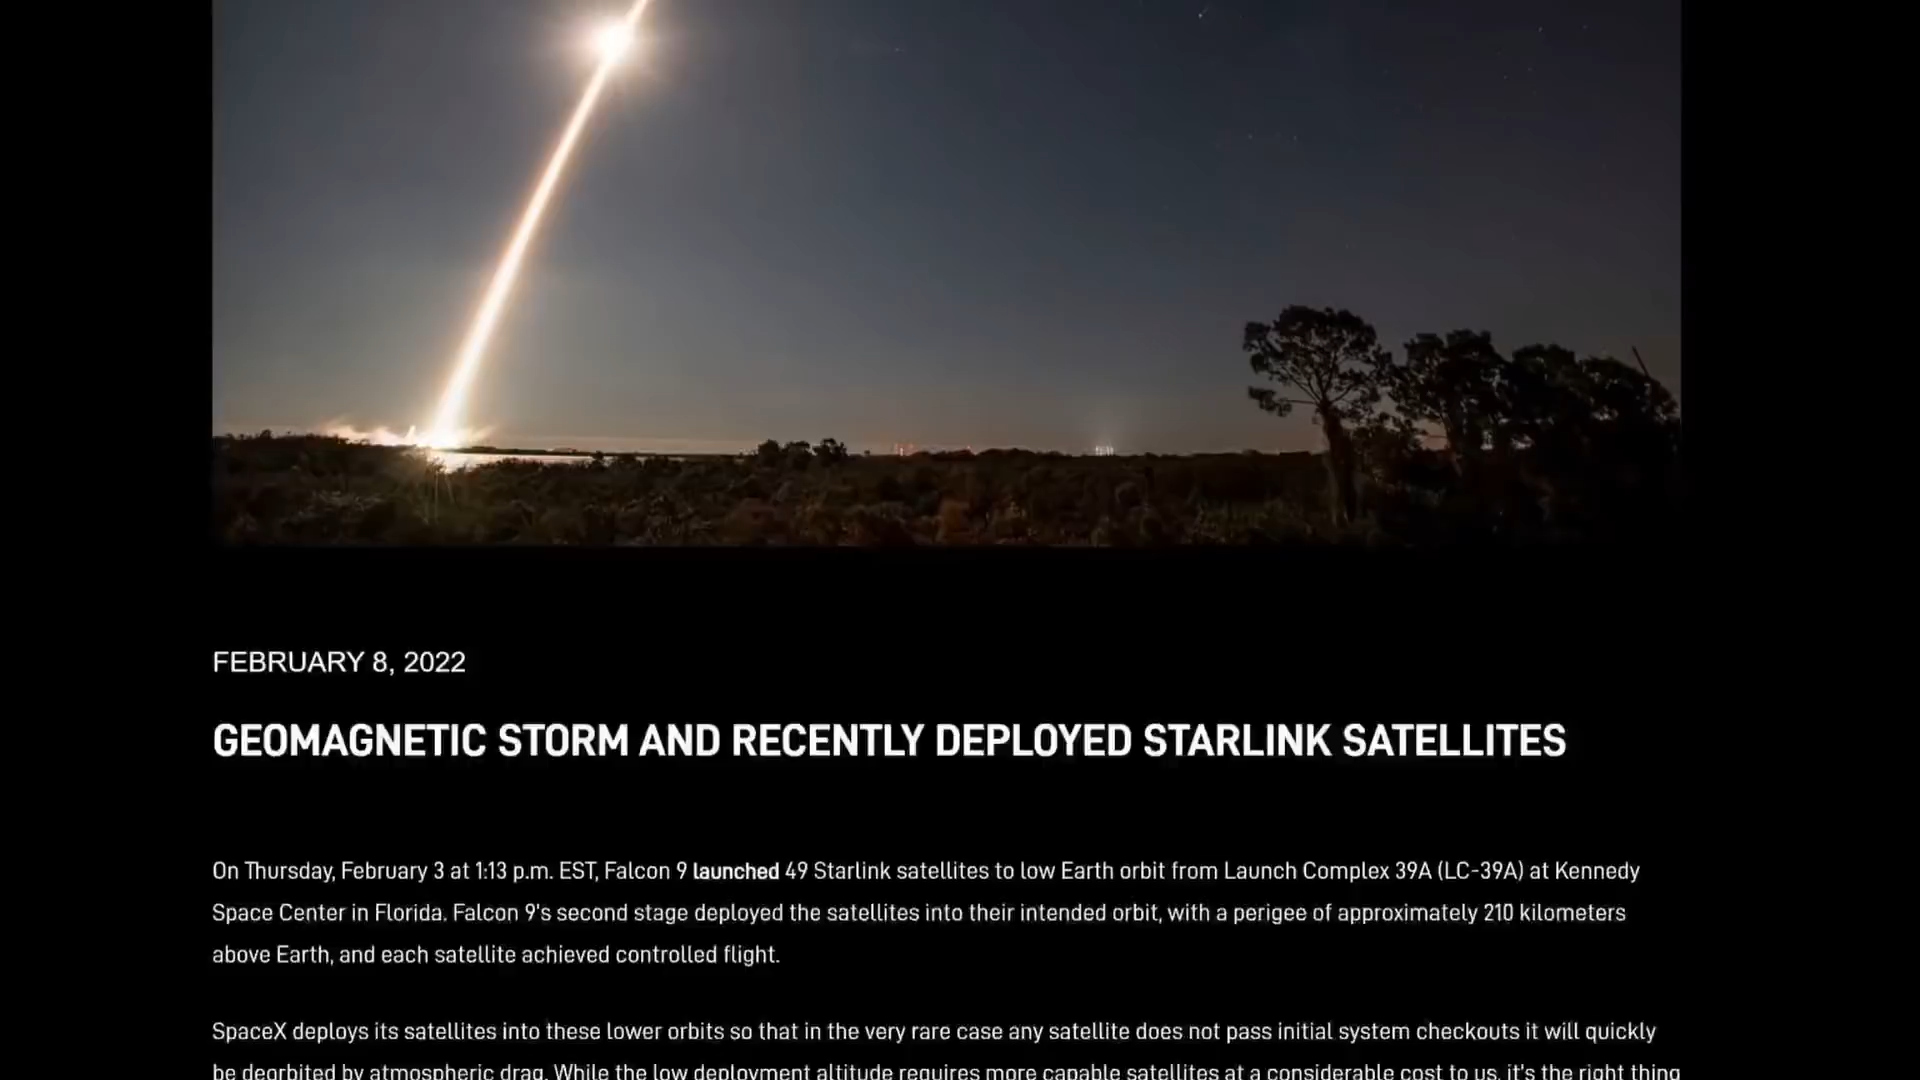 FEBRUARY 8, 2022
GEOMAGNETIC STORM AND RECENTLY DEPLOYED STARLINK SATELLITES
On Thursday, February 3 at 1:13 p.m. EST, Falcon 9 launched 49 Starlink satellites to low Earth orbit from Launch Complex 39A (LC-39A) at Kennedy
Space Center in Florida. Falcon 9's second stage deployed the satellites into their intended orbit, with a perigee of approximately 210 kilometers
above Earth, and each satellite achieved controlled flight.
SpaceX deploys its satellites into these lower orbits so that in the very rare case any satellite does not pass initial system checkouts it will quickly
be deorbited by atmospheric drag. While the low deployment altitude requires more capable satellites at a considerable cost to us, it's the right thing